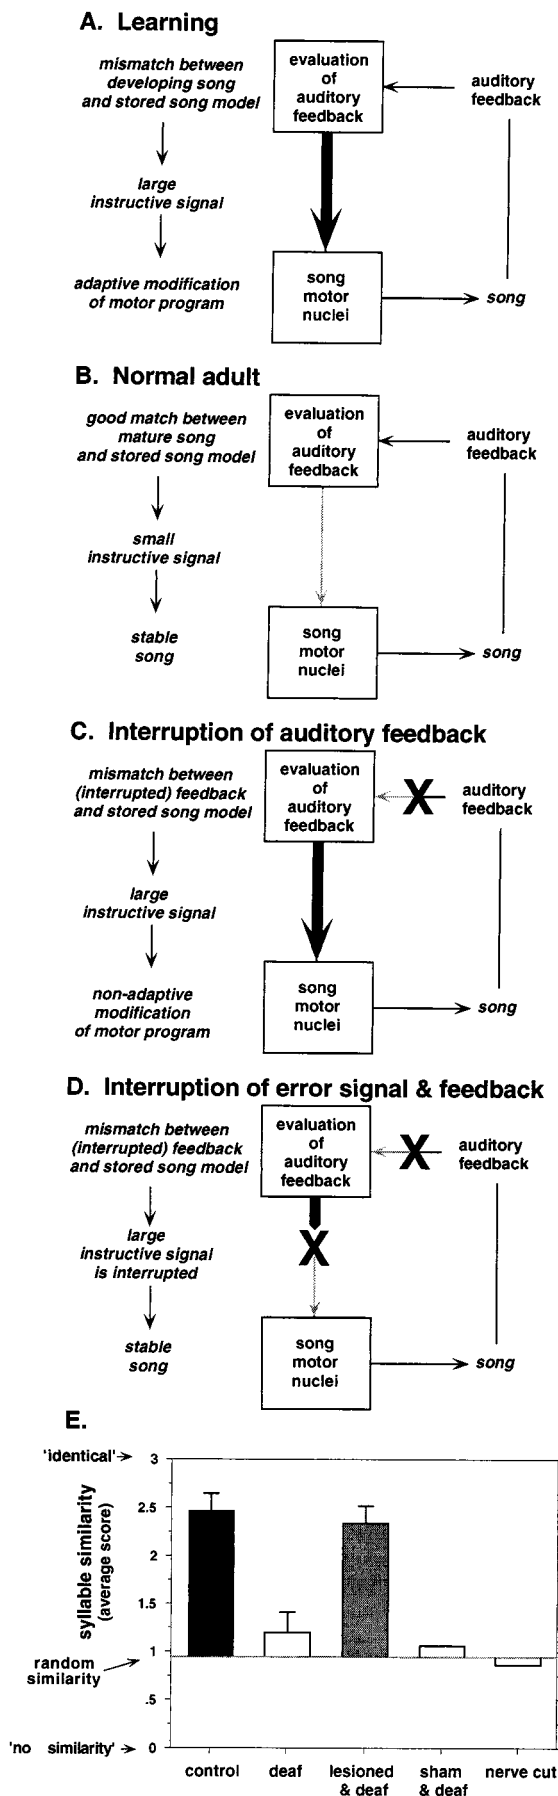 A. Learning
mismatch between
developing song
and stored song model
large
instructive signal
adaptive modification
of motor program
evaluation
of
auditory
feedback
auditory
feedback
song
motor
nuclei
song
B. Normal adult
good match between
mature song
and stored song model
small
instructive signal
stable
song
evaluation
of
auditory
feedback
auditory
feedback
song
motor
nuclei
song
C. Interruption of auditory feedback
mismatch between
(interrupted) feedback
and stored song model
large
instructive signal
non-adaptive
modification
of motor program
evaluation
of
auditory
feedback
X
auditory
feedback
song
motor
nuclei
song
D. Interruption of error signal & feedback
mismatch between
(interrupted) feedback
and stored song model
large
instructive signal
is interrupted
stable
song
evaluation
of
auditory
feedback
X
auditory
feedback
X
song
motor
nuclei
song
E.
'identical'
syllable similarity
(average score)
random
similarity
'no similarity'
3
2.5
2
1.5
1
.5
0
control
deaf
lesioned
& deaf
sham
& deaf
nerve cut